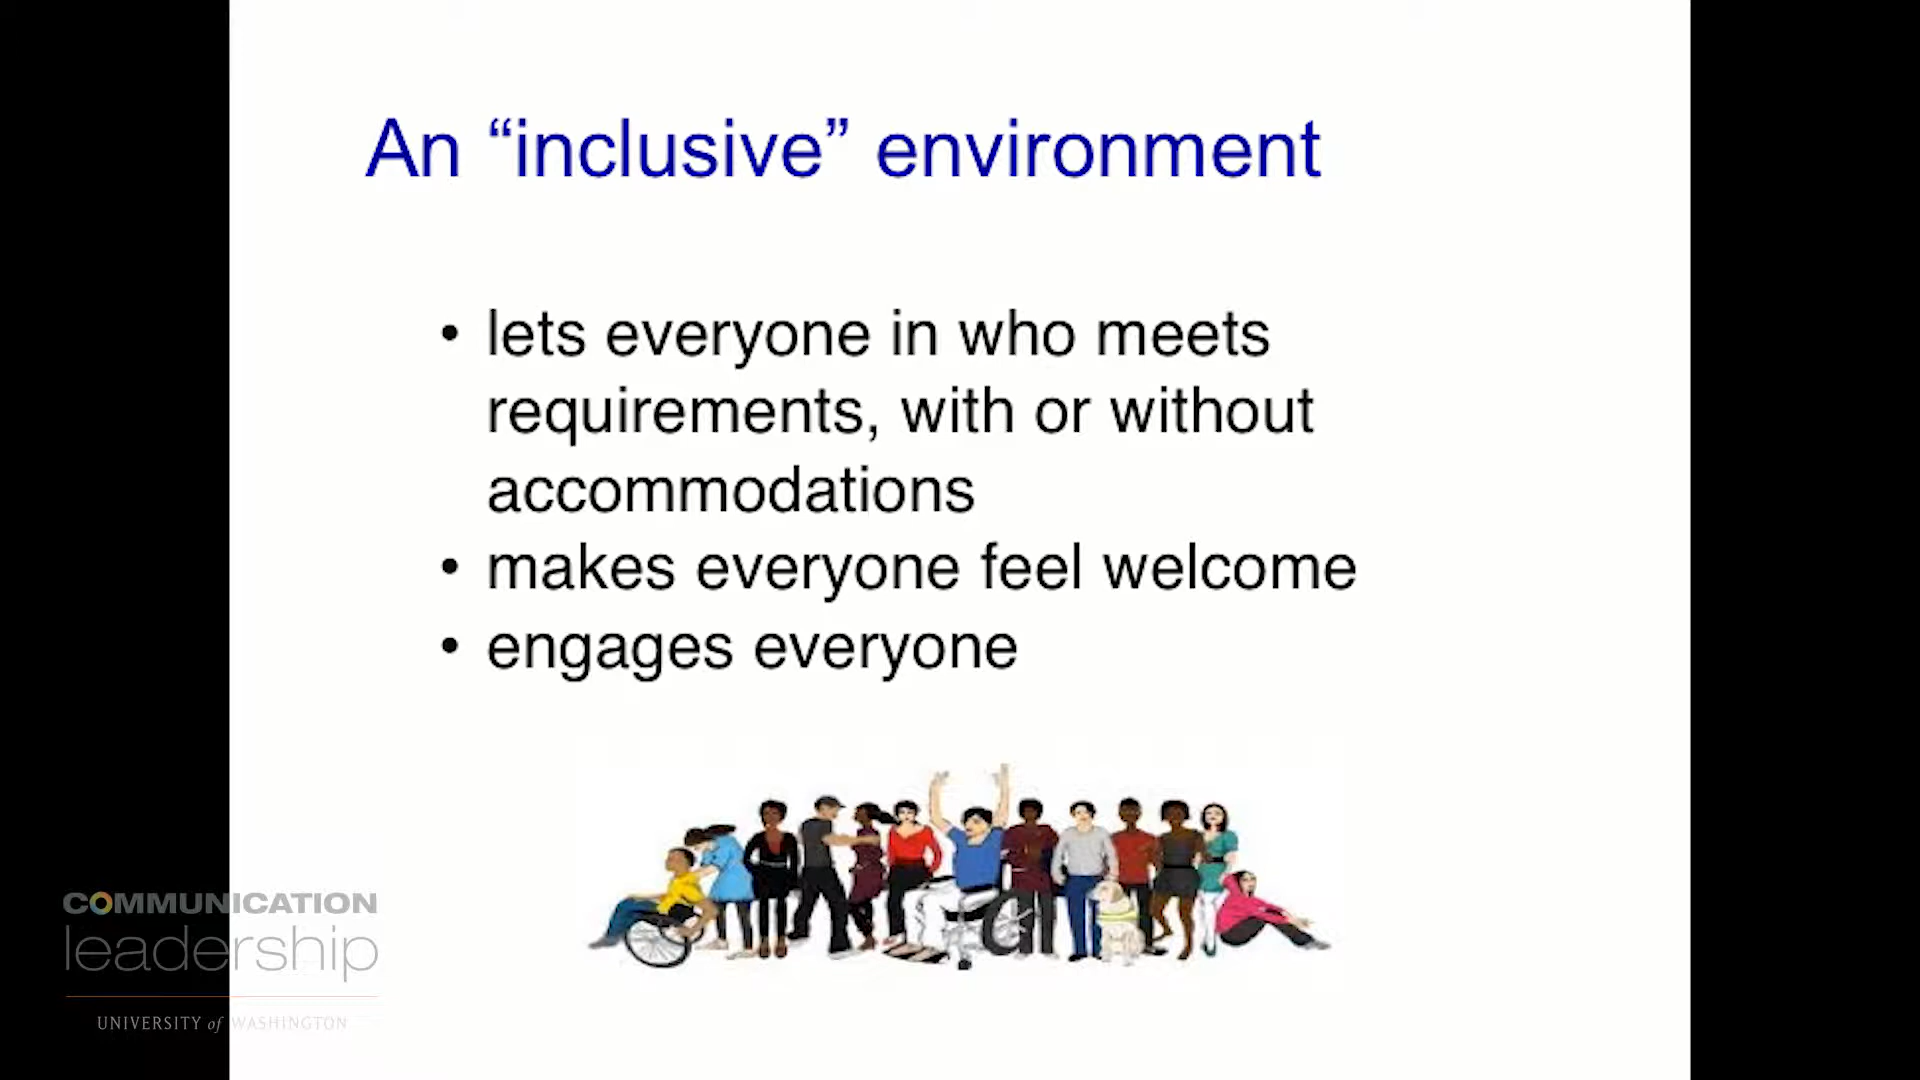 An “inclusive” environment
• lets everyone in who meets
requirements, with or without
accommodations
• makes everyone feel welcome
• engages everyone
COMMUNICATION
leadership
UNIVERSITY of WASHINGTON